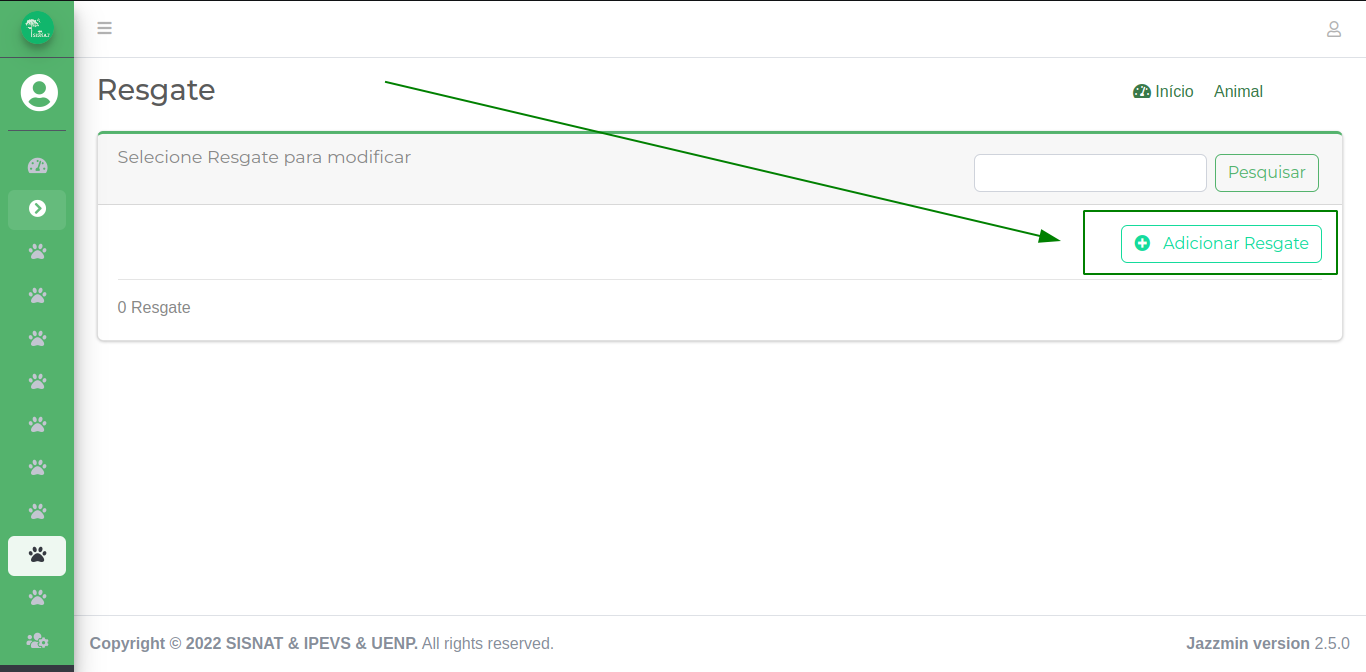 SISNAT
Resgate
Início Animal
Selecione Resgate para modificar
Pesquisar
Adicionar Resgate
0 Resgate
Copyright © 2022 SISNAT & IPEVS & UENP. All rights reserved.
Jazzmin version 2.5.0